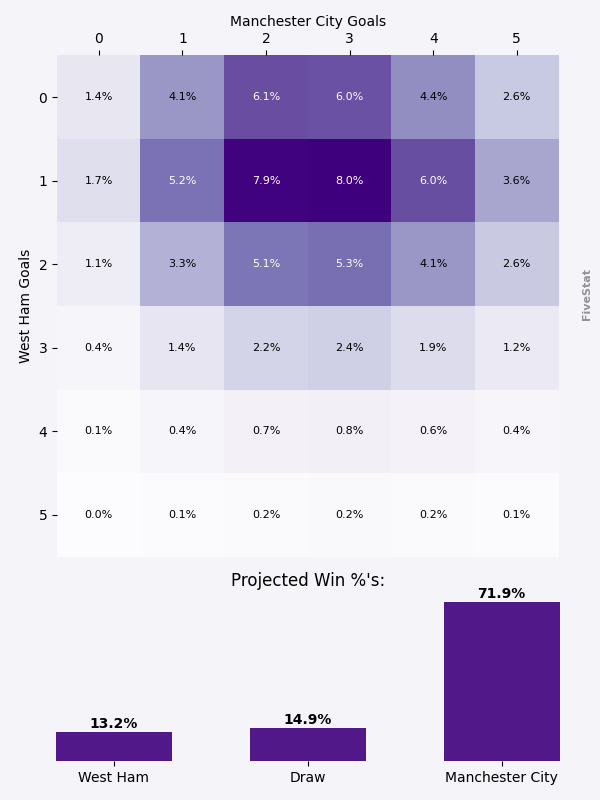 Manchester City Goals
0 1 2 3 4 5
0 1.4% 4.1% 6.1% 6.0% 4.4% 2.6%
1 1.7% 5.2% 7.9% 8.0% 6.0% 3.6%
2 1.1% 3.3% 5.1% 5.3% 4.1% 2.6%
3 0.4% 1.4% 2.2% 2.4% 1.9% 1.2%
4 0.1% 0.4% 0.7% 0.8% 0.6% 0.4%
5 0.0% 0.1% 0.2% 0.2% 0.2% 0.1%
West Ham Goals
FiveStat
Projected Win %'s:
13.2% 14.9% 71.9%
West Ham Draw Manchester City